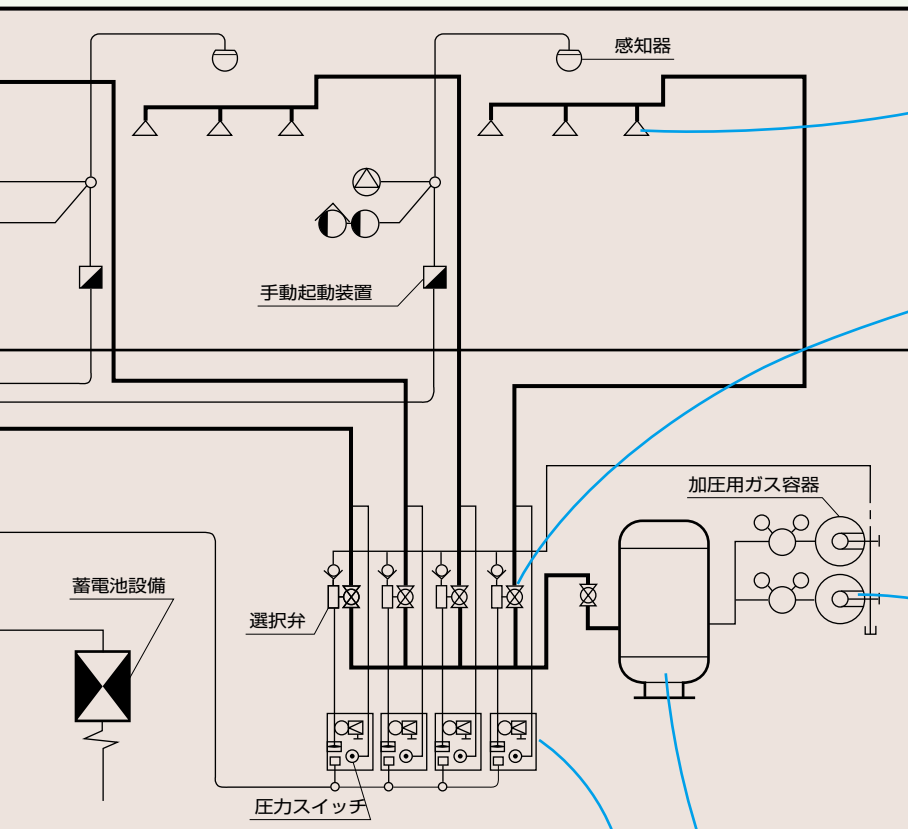 感知器
手動起動装置
加圧用ガス容器
蓄電池設備
選択弁
圧力スイッチ